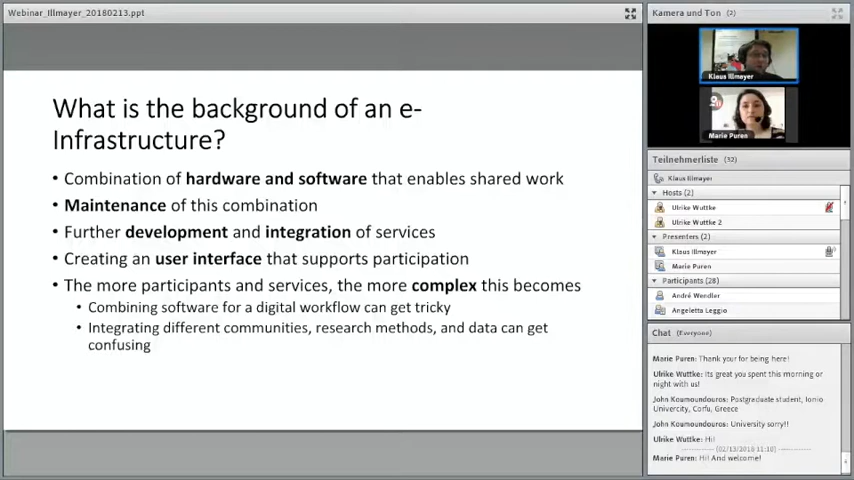 Webinar_Illmayer_20180213.ppt
What is the background of an e-
Infrastructure?
• Combination of hardware and software that enables shared work
• Maintenance of this combination
• Further development and integration of services
• Creating an user interface that supports participation
• The more participants and services, the more complex this becomes
• Combining software for a digital workflow can get tricky
• Integrating different communities, research methods, and data can get
confusing
Kamera und Ton (2)
Klaus Illmayer
Marie Puren
Teilnehmerliste (32)
Klaus Illmayer
Hosts (2)
Ulrike Wuttke
Ulrike Wuttke 2
Presenters (2)
Klaus Illmayer
Marie Puren
Participants (28)
André Wendler
Angeletta Leggio
Chat (Everyone)
Marie Puren: Thank your for being here!
Ulrike Wuttke: its great you spent this morning or
night with us!
John Koumoundouros: Postgraduate student, Ionio
Univercity, Corfu, Greece
John Koumoundouros: University sorry!!
Ulrike Wuttke: Hi!
------------- (02/13/2018 11:10) -------------
Marie Puren: Hi! And welcome!